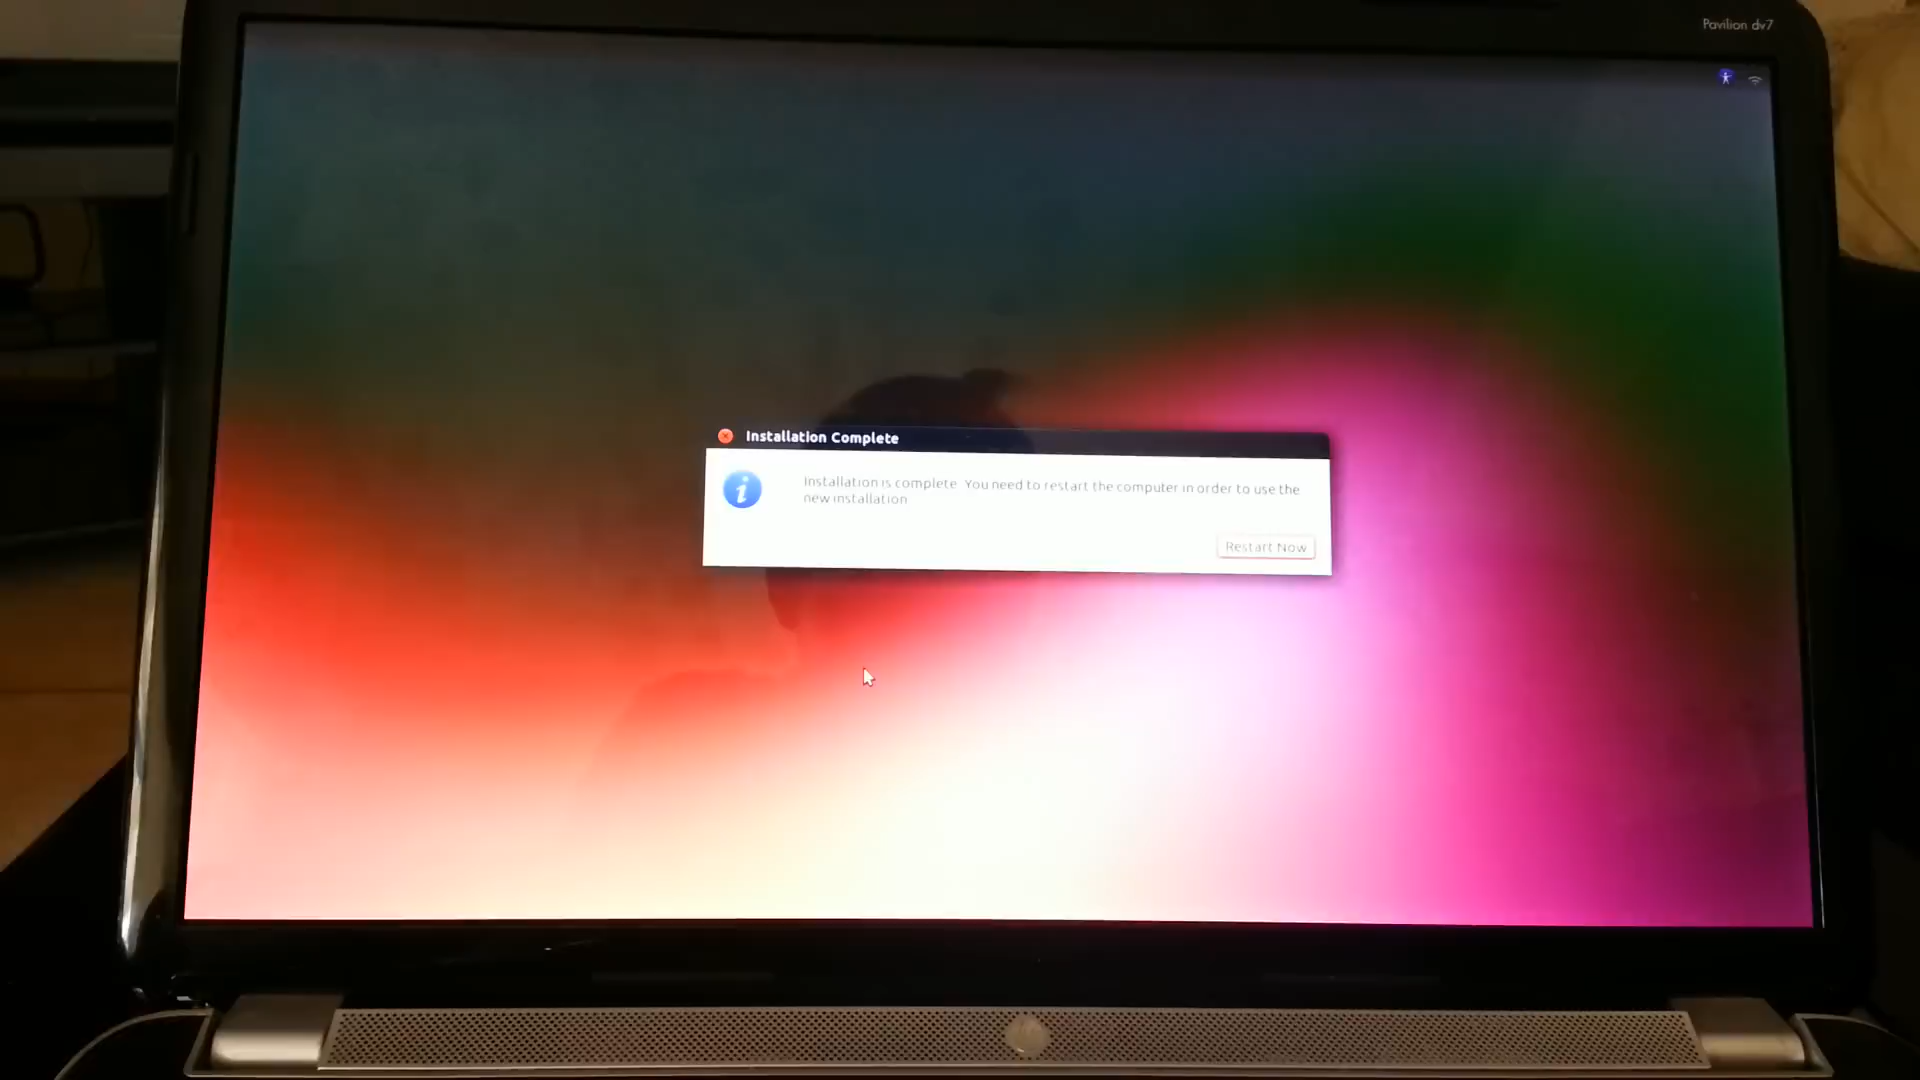 Pavilion dv7
Installation Complete
Installation is complete. You need to restart the computer in order to use the
new installation
Restart Now